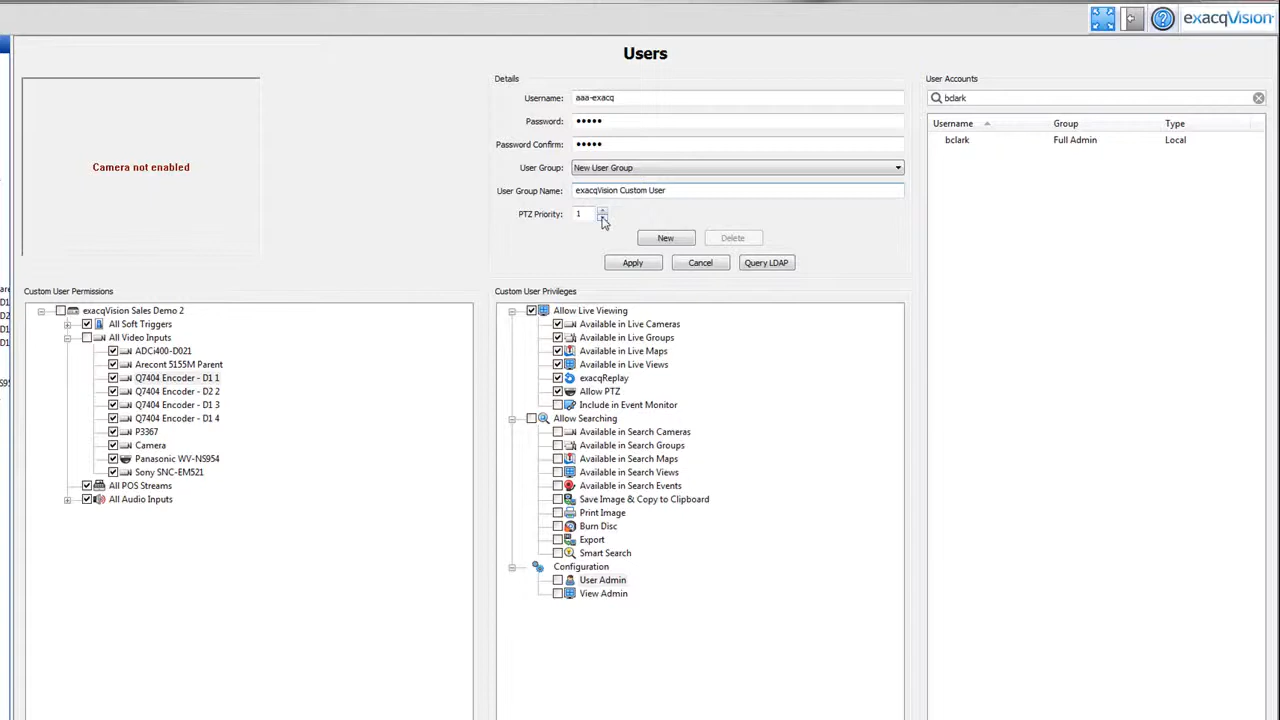 exacqVision
Users
Details
Username: aaa-exacq
Password: •••••
Password Confirm: •••••
User Group: New User Group
User Group Name: exacqVision Custom User
PTZ Priority: 1
New Delete
Apply Cancel Query LDAP
User Accounts
bclark
Username Group Type
bclark Full Admin Local
Camera not enabled
Custom User Permissions
exacqVision Sales Demo 2
All Soft Triggers
All Video Inputs
ADCi400-D021
Arecont 5155M Parent
Q7404 Encoder - D1 1
Q7404 Encoder - D2 2
Q7404 Encoder - D1 3
Q7404 Encoder - D1 4
P3367
Camera
Panasonic WV-NS954
Sony SNC-EM521
All POS Streams
All Audio Inputs
Custom User Privileges
Allow Live Viewing
Available in Live Cameras
Available in Live Groups
Available in Live Maps
Available in Live Views
exacqReplay
Allow PTZ
Include in Event Monitor
Allow Searching
Available in Search Cameras
Available in Search Groups
Available in Search Maps
Available in Search Views
Available in Search Events
Save Image & Copy to Clipboard
Print Image
Burn Disc
Export
Smart Search
Configuration
User Admin
View Admin